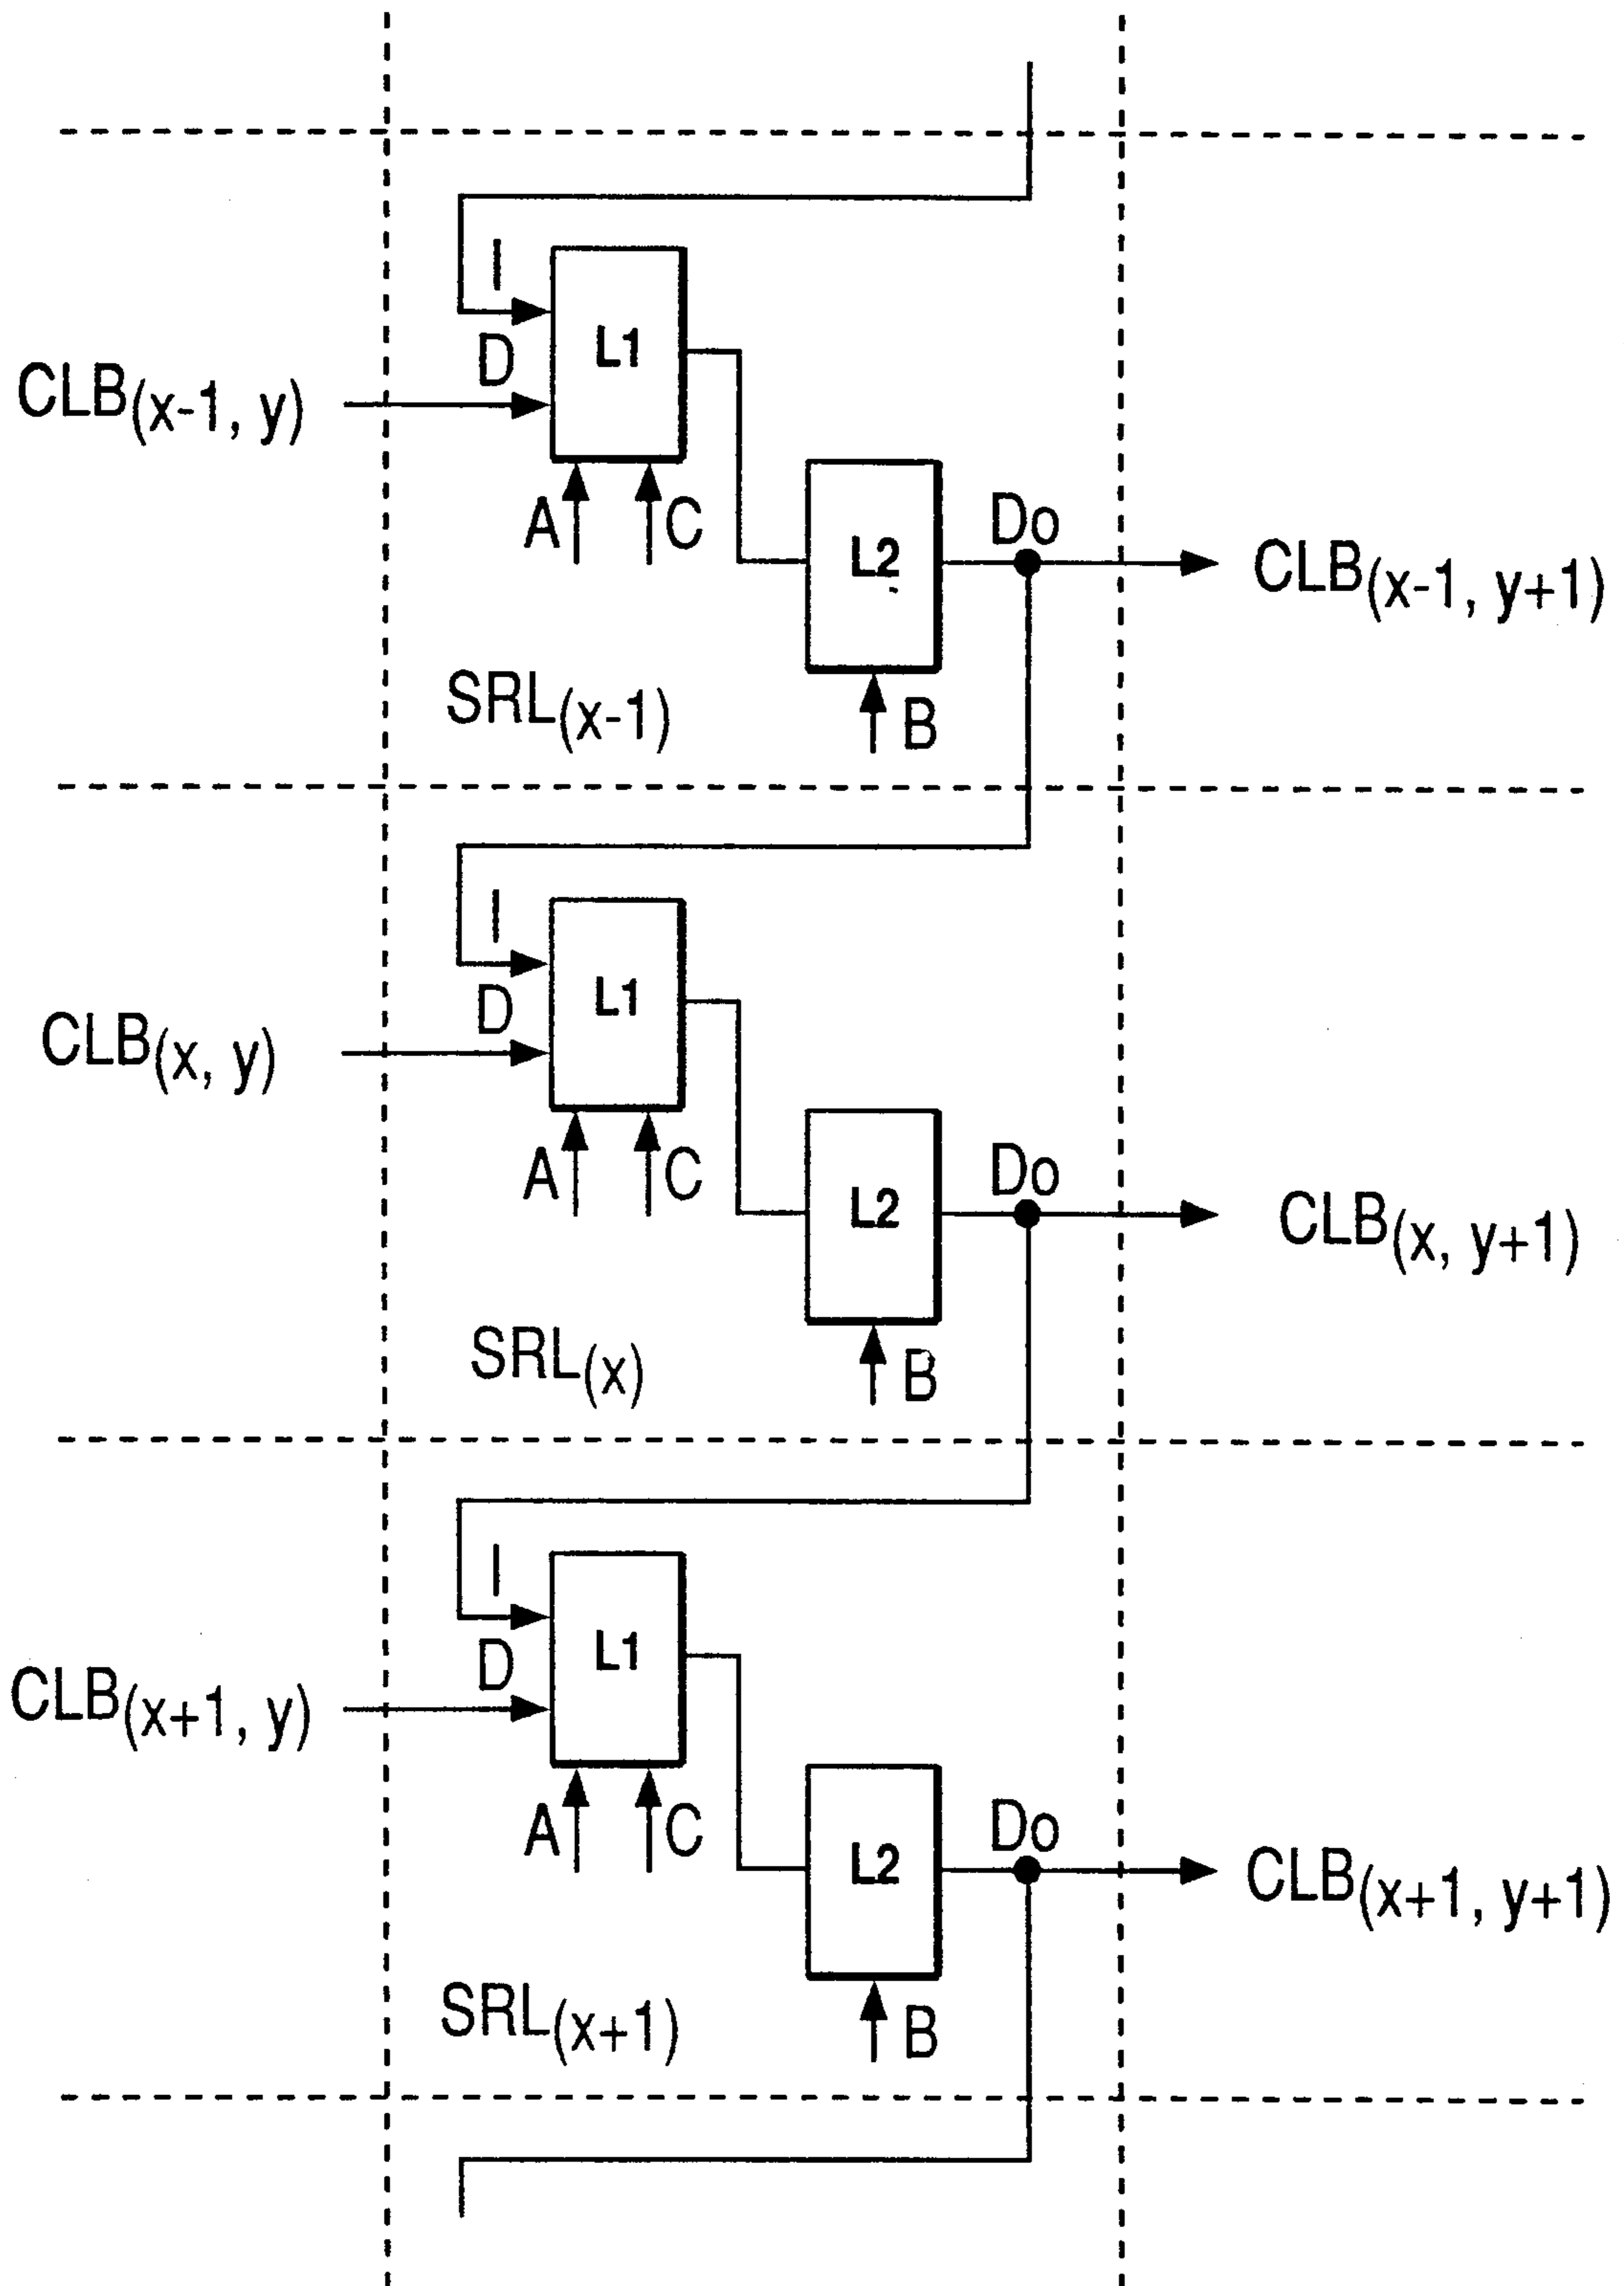 I
D
L1
CLB(x-1, y)
A
C
Do
L2
CLB(x-1, y+1)
SRL(x-1)
B
I
D
L1
CLB(x, y)
A
C
Do
L2
CLB(x, y+1)
SRL(x)
B
I
D
L1
CLB(x+1, y)
A
C
Do
L2
CLB(x+1, y+1)
SRL(x+1)
B